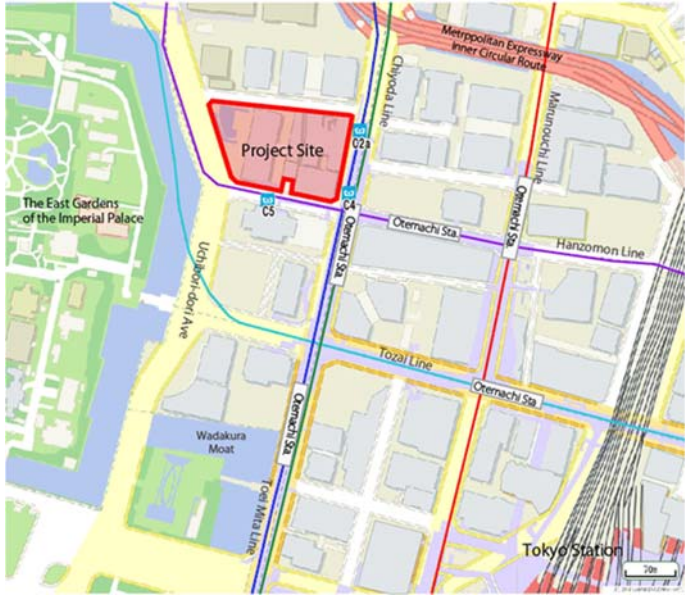 Metrppolitan Expressway
Inner Circular Route
Chiyoda Line
Marunouchi Line
C2a
Project Site
C4
C5
The East Gardens
of the Imperial Palace
Otemachi Sta.
Otemachi Sta.
Otemachi Sta.
Hanzomon Line
Uchibori-dori Ave
Tozai Line
Otemachi Sta
Otemachi Sta.
Wadakura
Moat
Toei Mita Line
Tokyo Station
70m